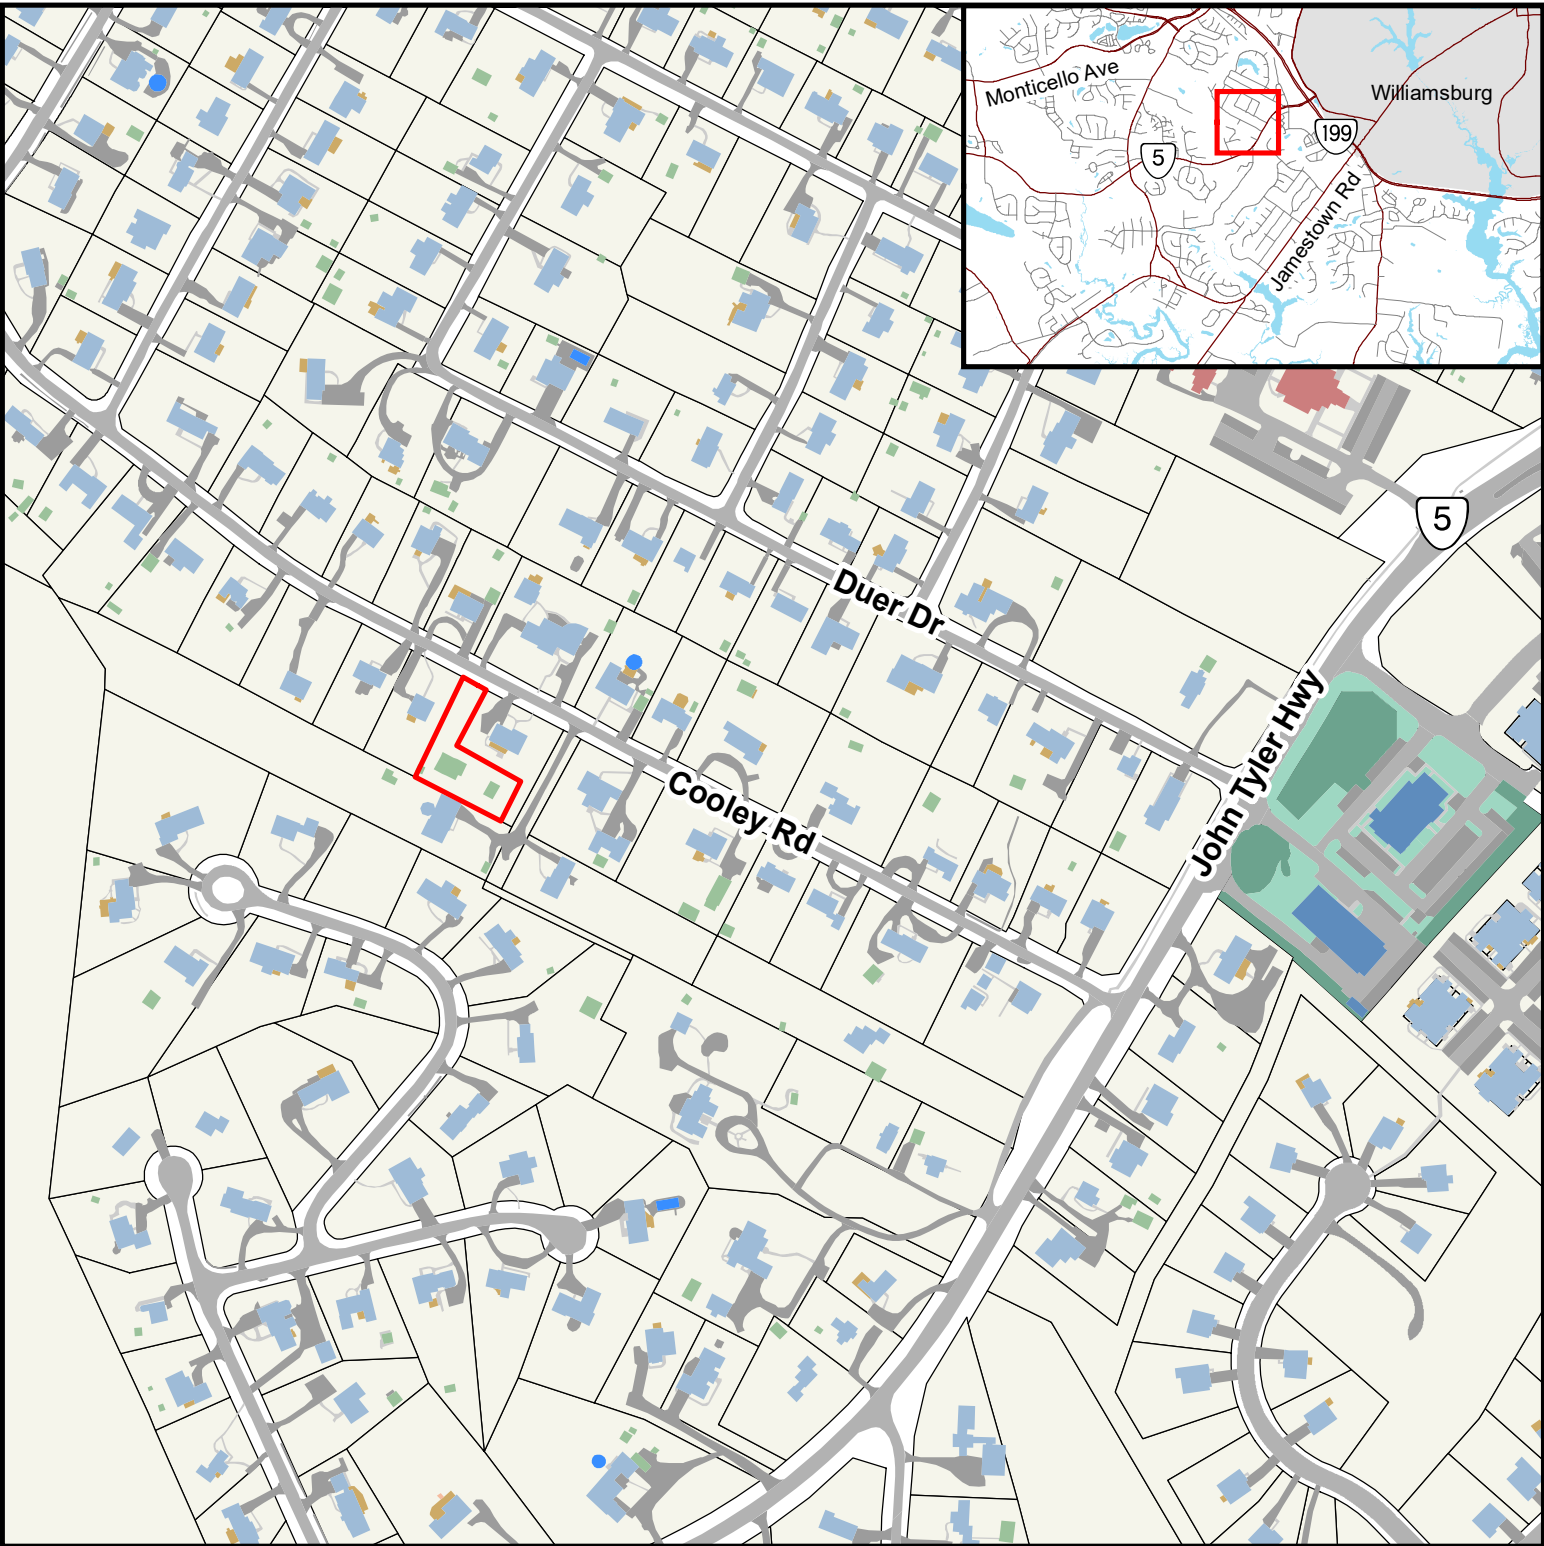 Monticello Ave
Williamsburg
199
5
Jamestown Rd
5
Duer Dr
John Tyler Hwy
Cooley Rd